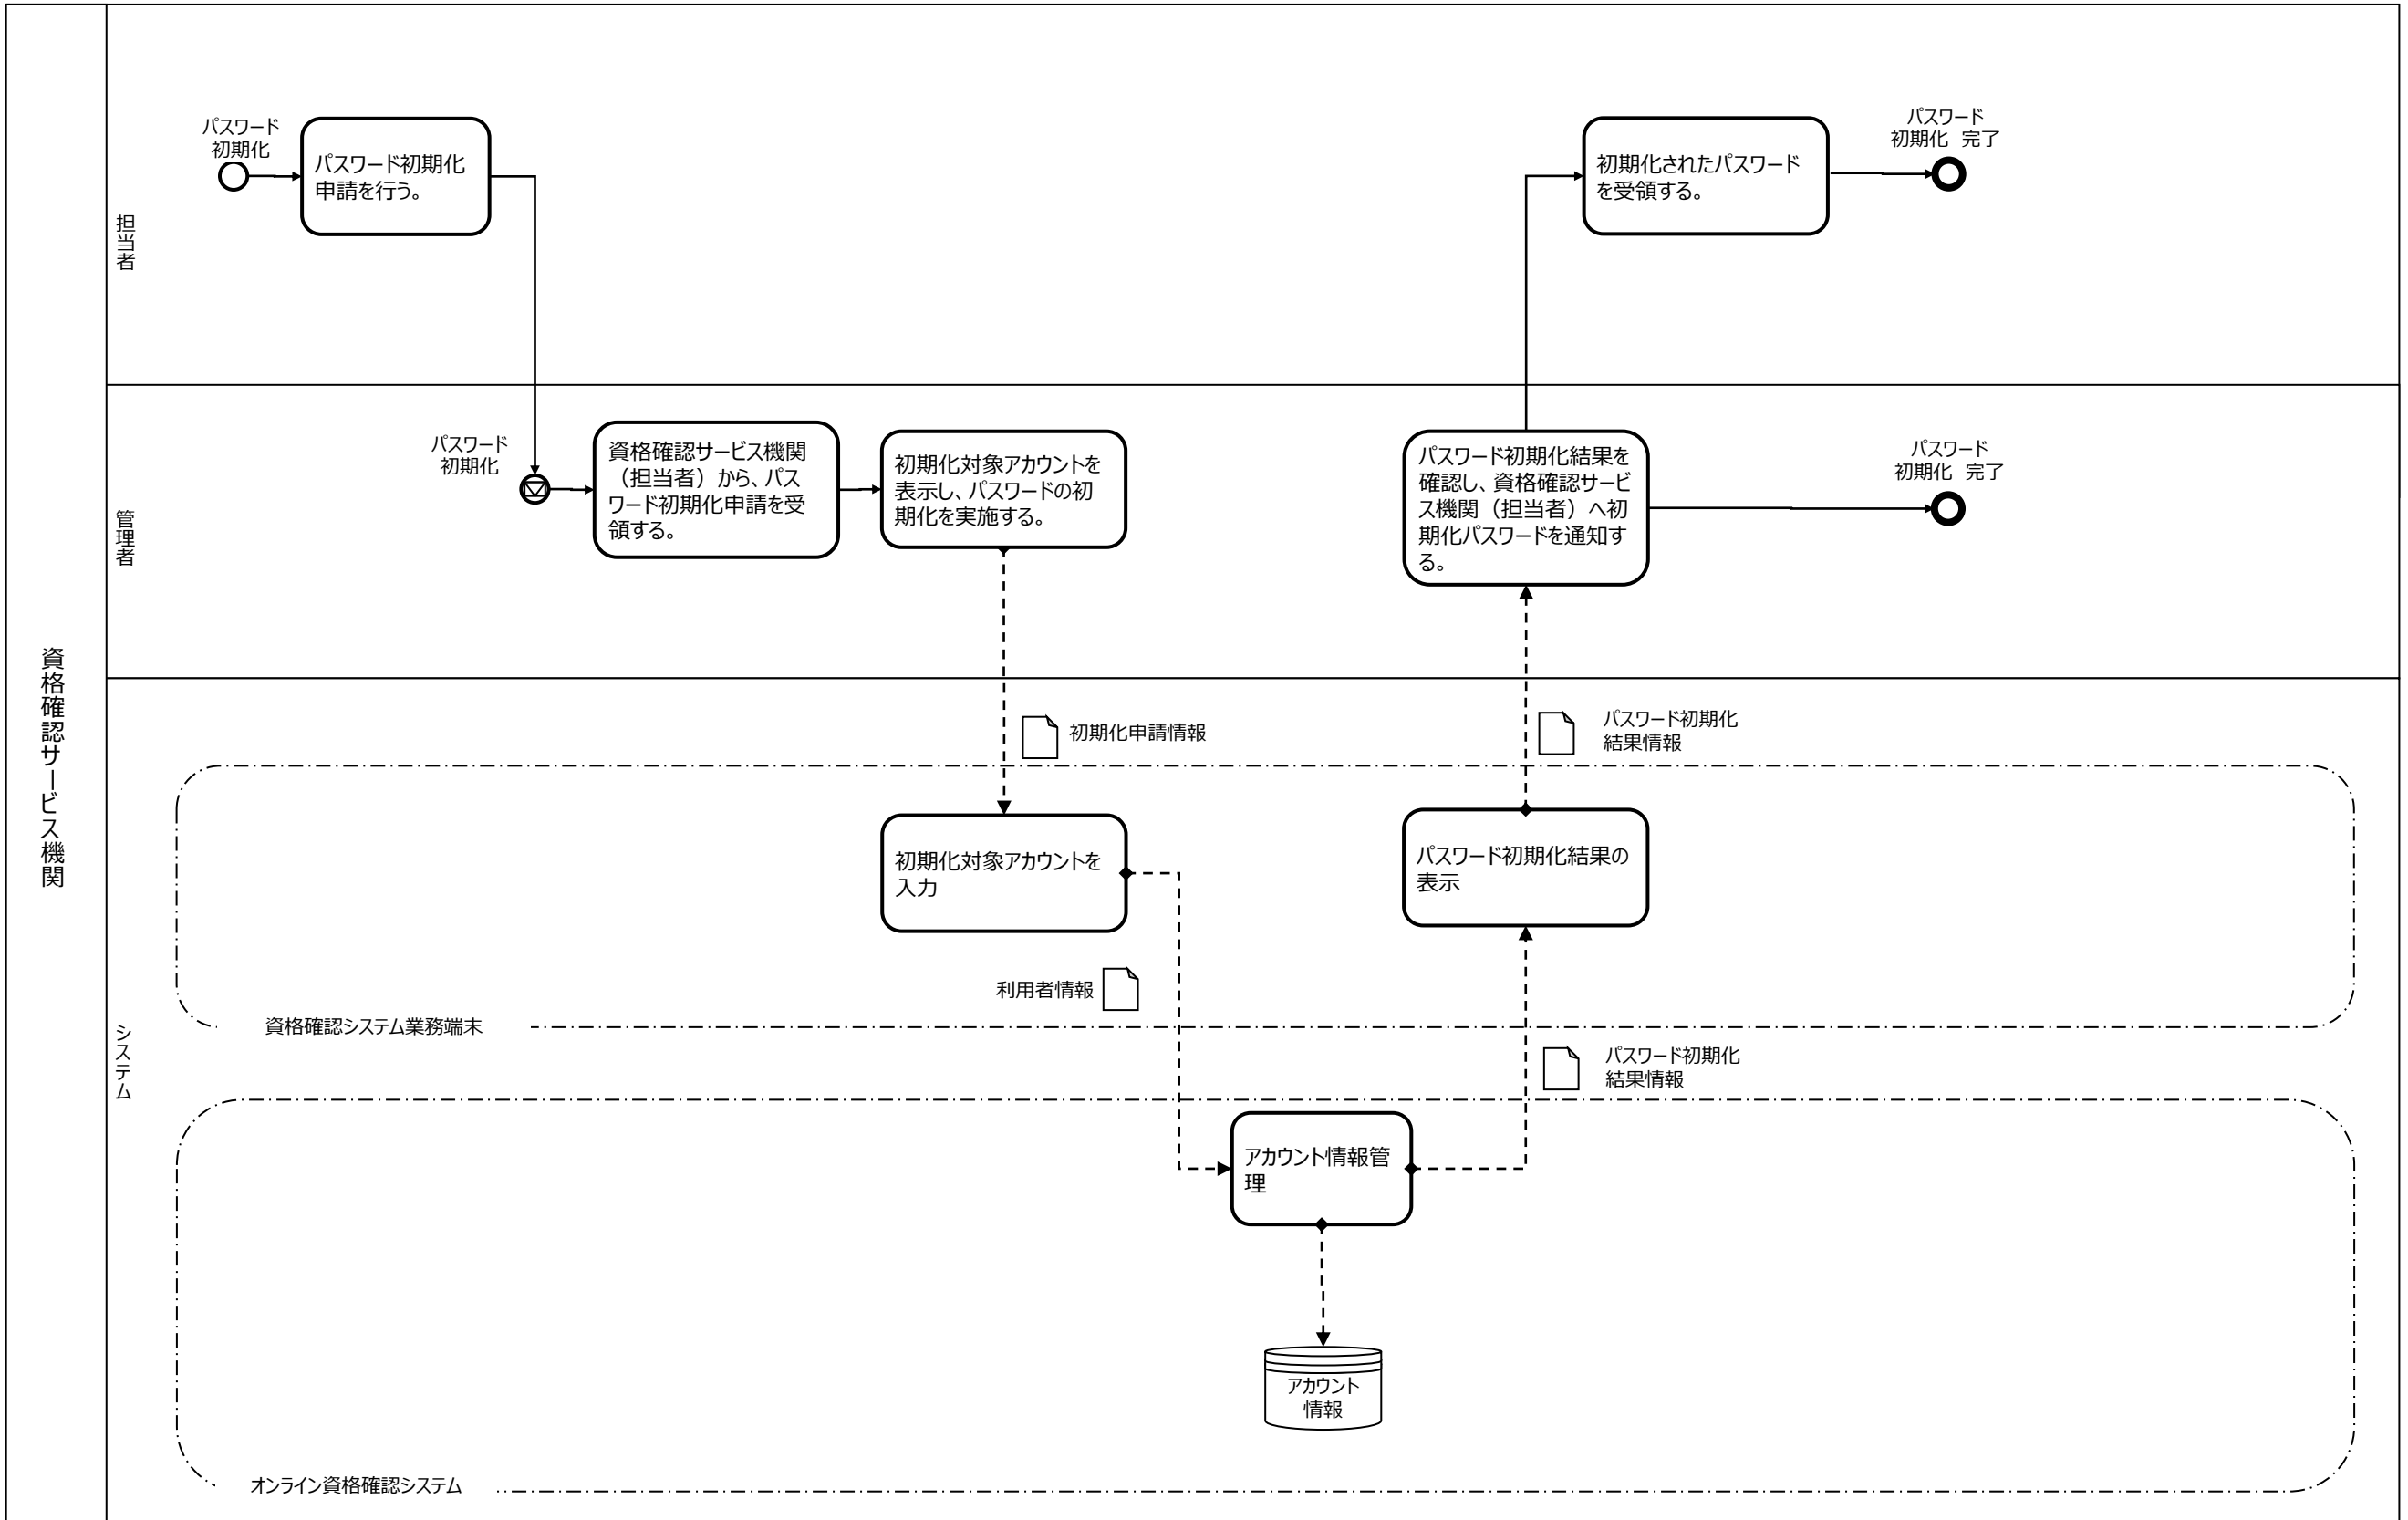 資格確認サービス機関
担当者
パスワード
初期化
パスワード初期化
申請を行う。
初期化されたパスワード
を受領する。
パスワード
初期化　完了
管理者
パスワード
初期化
資格確認サービス機関
（担当者）から、パス
ワード初期化申請を受
領する。
初期化対象アカウントを
表示し、パスワードの初
期化を実施する。
パスワード初期化結果を
確認し、資格確認サービ
ス機関（担当者）へ初
期化パスワードを通知す
る。
パスワード
初期化　完了
システム
初期化申請情報
パスワード初期化
結果情報
初期化対象アカウントを
入力
パスワード初期化結果の
表示
利用者情報
資格確認システム業務端末
パスワード初期化
結果情報
アカウント情報管
理
アカウント
情報
オンライン資格確認システム